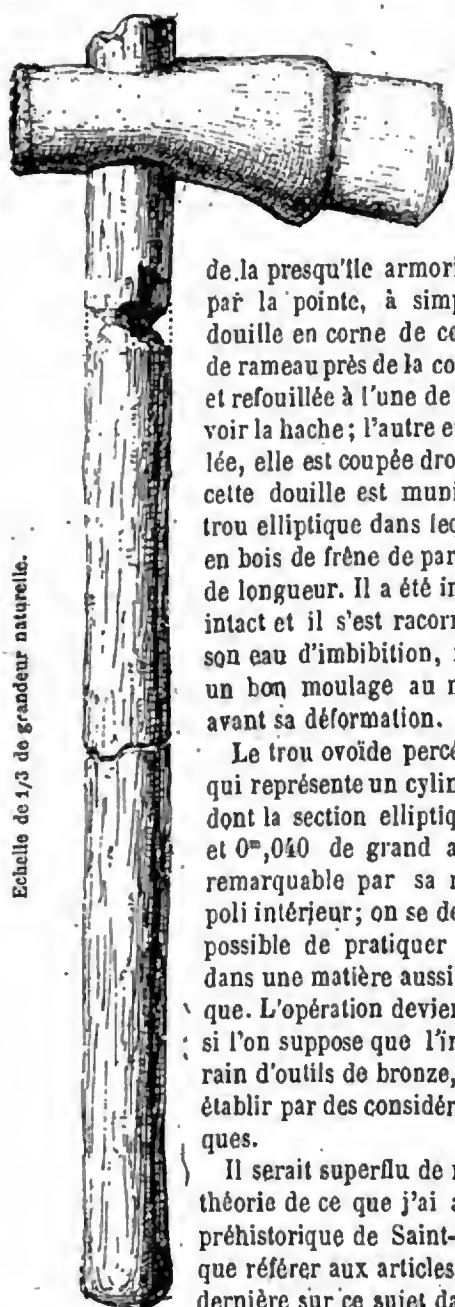 de la presqu'île armori
par la pointe, à simp
douille en corne de ce
de rameau près de la co
et refouillée à l'une de
voir la hache; l'autre e
lée, elle est coupée dro
cette douille est muni
trou elliptique dans lec
en bois de frêne de par
de longueur. Il a été in
intact et il s'est racorn
son eau d'imbibition,
un bon moulage au n
avant sa déformation.
Le trou ovoïde percé
qui représente un cylin
dont la section elliptiq
et 0ᵐ,040 de grand a
remarquable par sa r
poli intérieur; on se de
possible de pratiquer
dans une matière aussi
que. L'opération devien
si l'on suppose que l'in
rain d'outils de bronze,
établir par des considér
ques.
Il serait superflu de r
théorie de ce que j'ai a
préhistorique de Saint-
que référer aux articles
dernière sur ce sujet da
Echelle de 1/3 de grandeur naturelle.